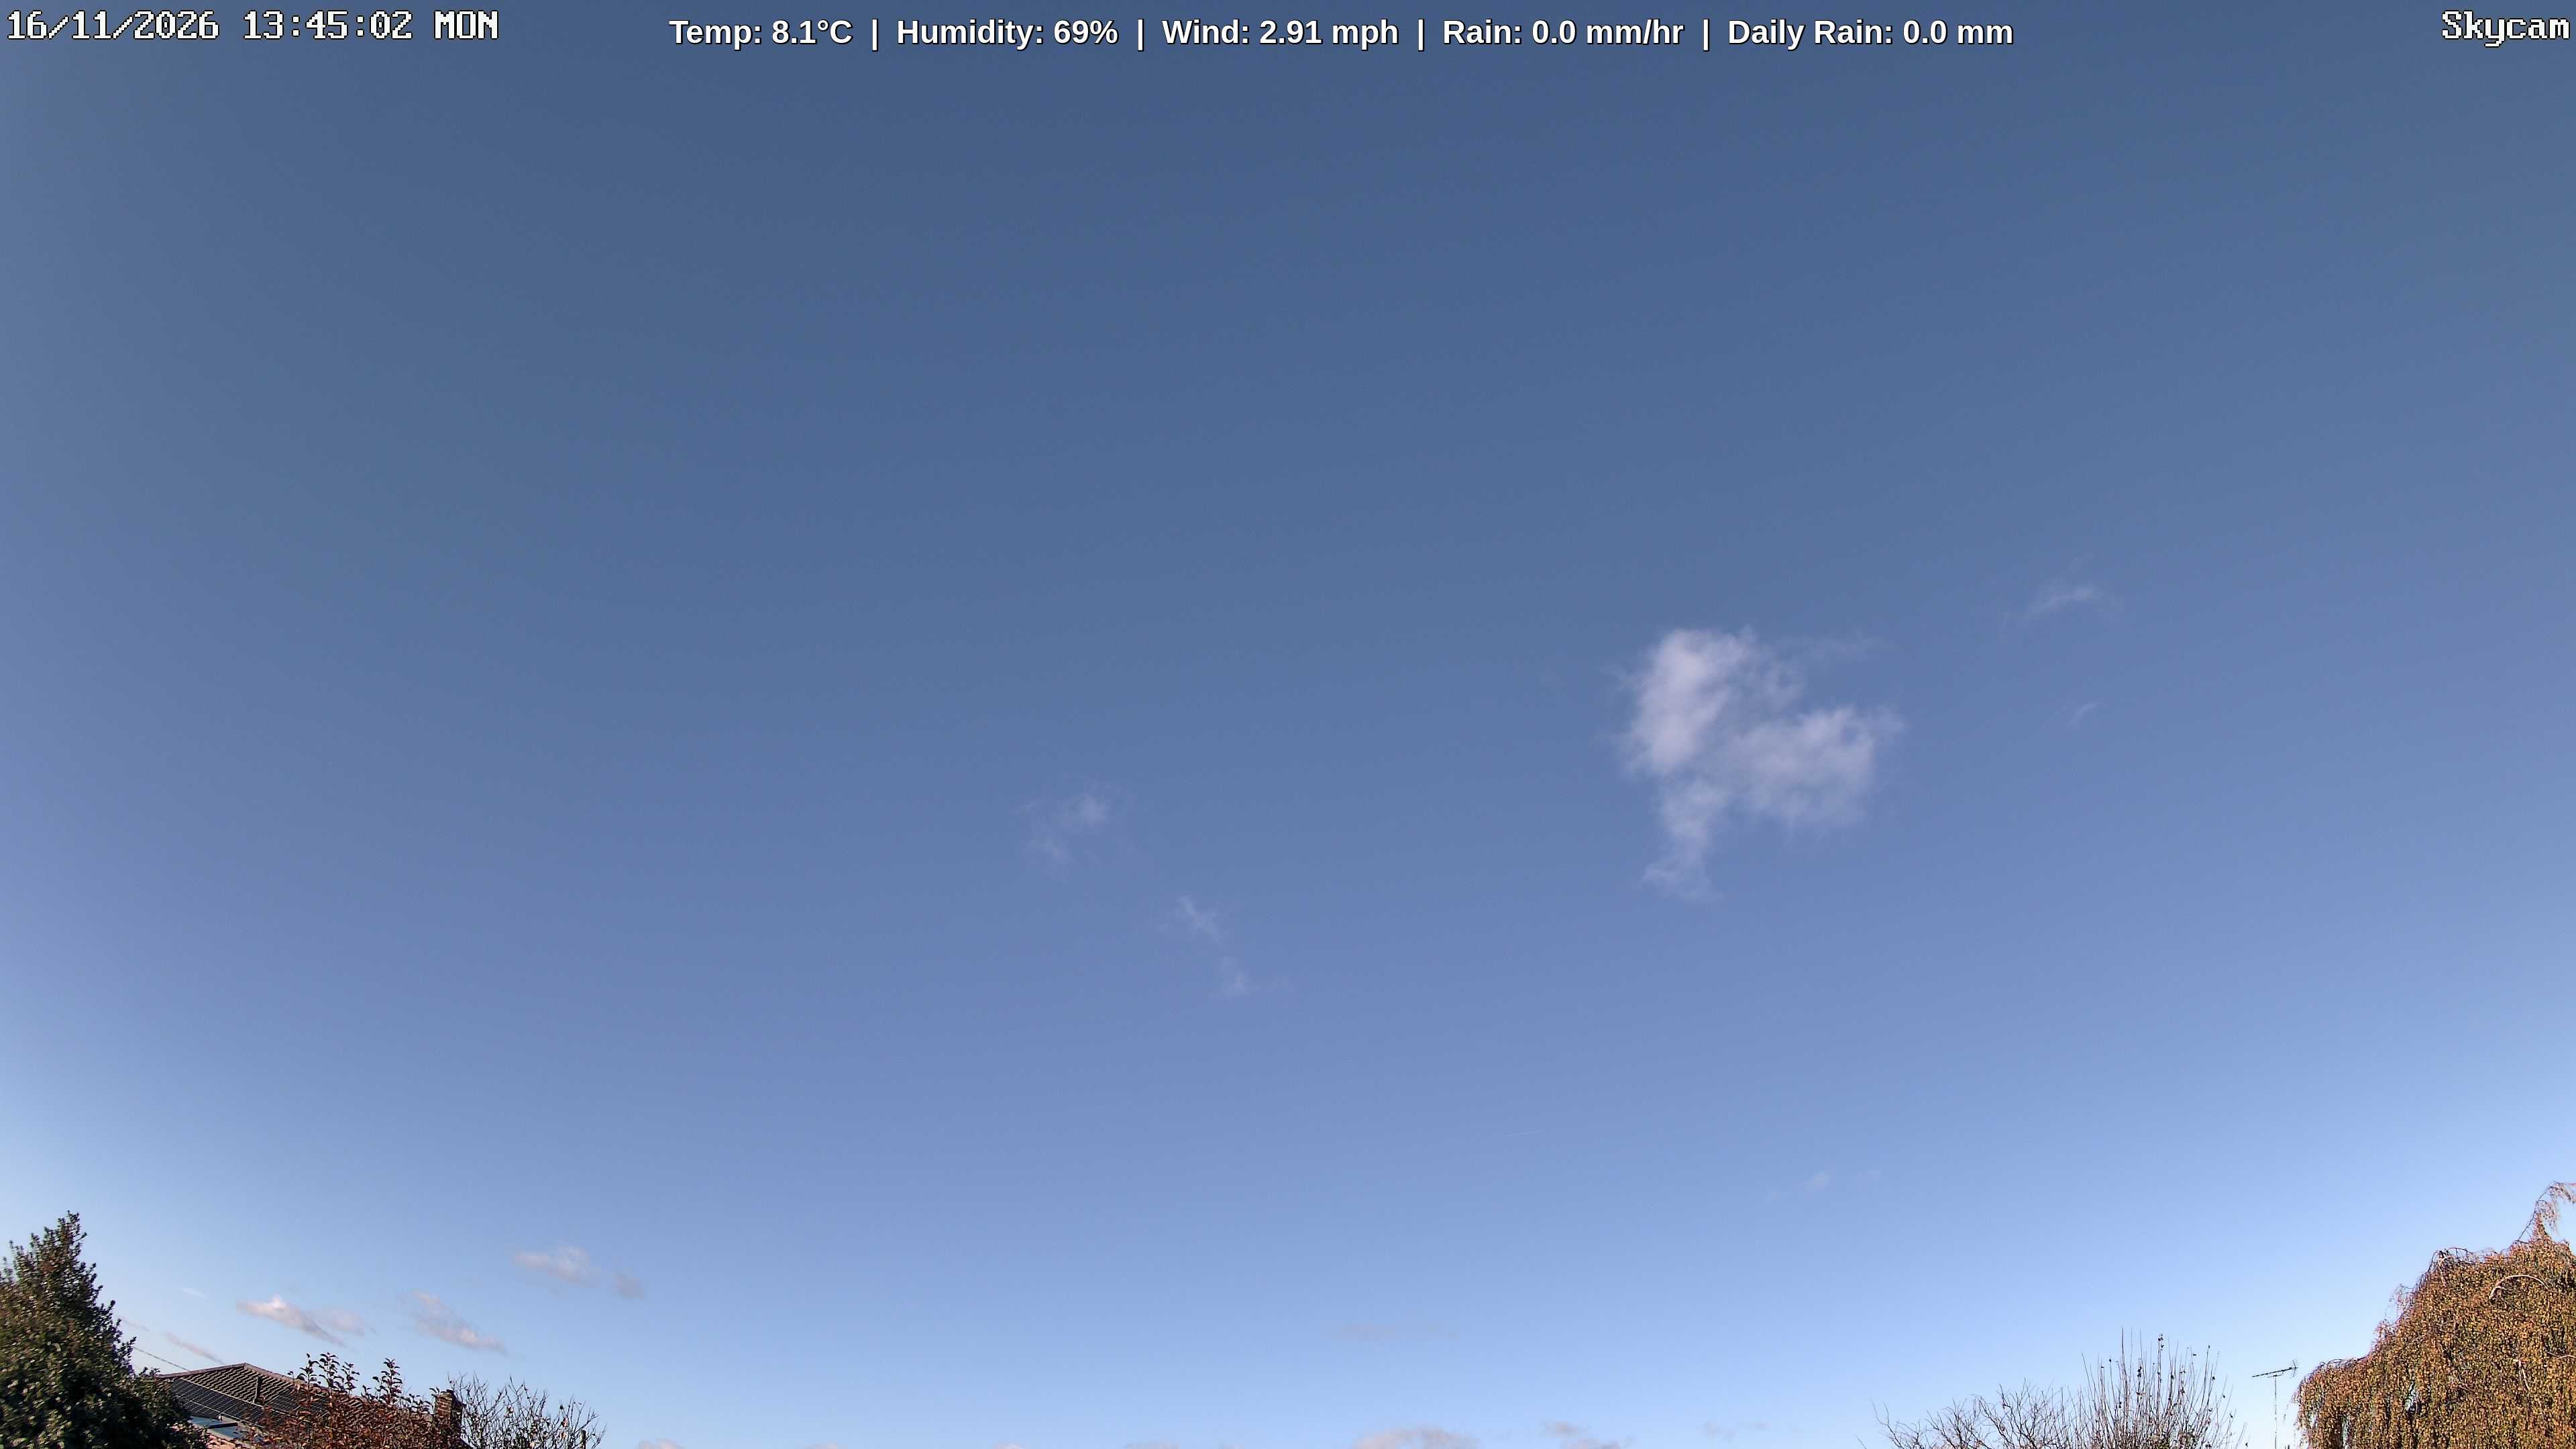 16/11/2026 13:45:02 MON
Temp: 8.1°C | Humidity: 69% | Wind: 2.91 mph | Rain: 0.0 mm/hr | Daily Rain: 0.0 mm
Skycam